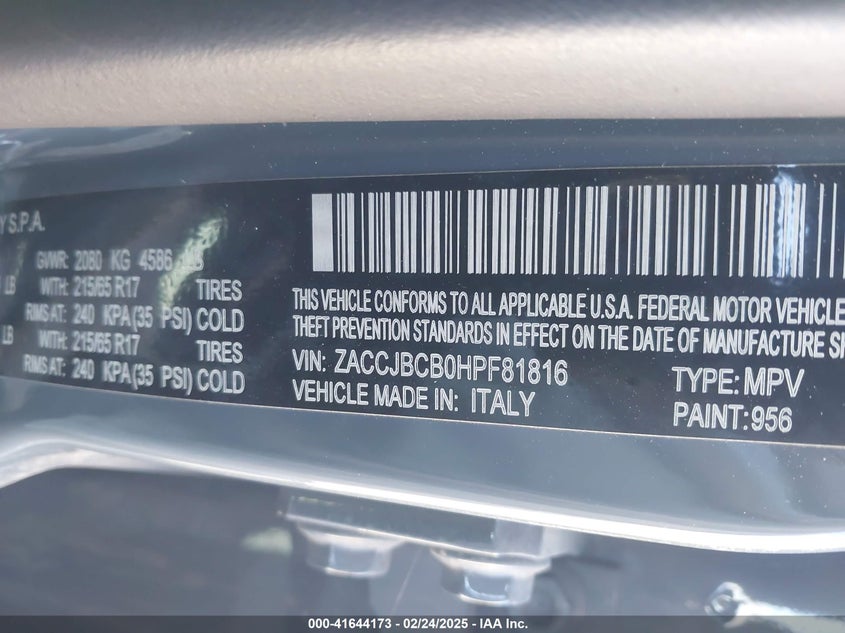 Y S.P.A.
GVWR: 2080 KG 4586 LB
LB WITH: 215/65 R17 TIRES
RIMS AT: 240 KPA(35 PSI) COLD
LB WITH: 215/65 R17 TIRES
RIMS AT: 240 KPA(35 PSI) COLD
THIS VEHICLE CONFORMS TO ALL APPLICABLE U.S.A. FEDERAL MOTOR VEHICLE
THEFT PREVENTION STANDARDS IN EFFECT ON THE DATE OF MANUFACTURE SH
VIN: ZACCJBCB0HPF81816 TYPE: MPV
VEHICLE MADE IN: ITALY PAINT:956
000-41644173 — 02/24/2025 — IAA Inc.